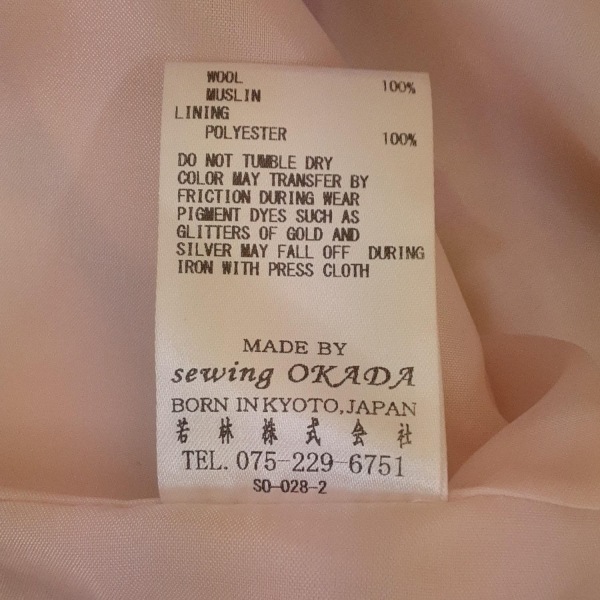 WOOL 100%
MUSLIN
LINING
POLYESTER 100%
DO NOT TUMBLE DRY
COLOR MAY TRANSFER BY
FRICTION DURING WEAR
PIGMENT DYES SUCH AS
GLITTERS OF GOLD AND
SILVER MAY FALL OFF DURING
IRON WITH PRESS CLOTH
MADE BY
sewing OKADA
BORN IN KYOTO, JAPAN
若林株式会社
TEL. 075-229-6751
SO-028-2